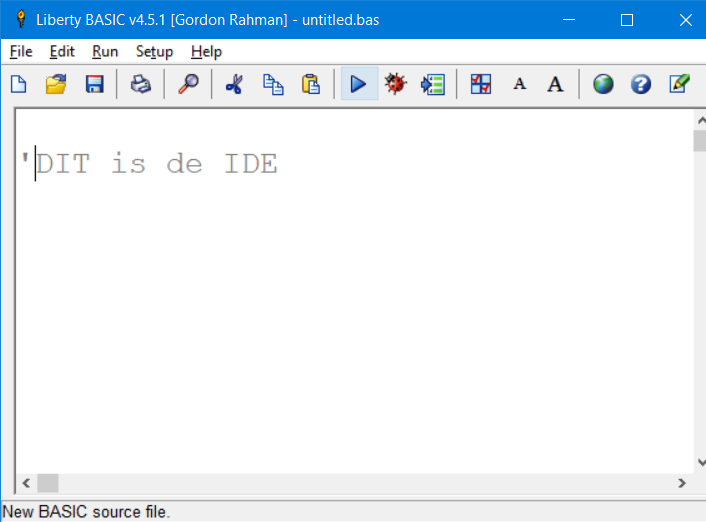 Liberty BASIC v4.5.1 [Gordon Rahman] - untitled.bas
File Edit Run Setup Help
A A
'DIT is de IDE
New BASIC source file.